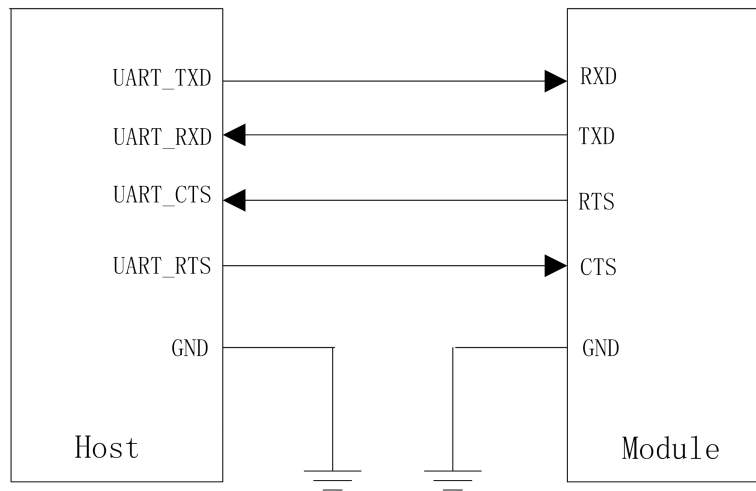 UART_TXD RXD
UART_RXD TXD
UART_CTS RTS
UART_RTS CTS
GND GND
Host Module